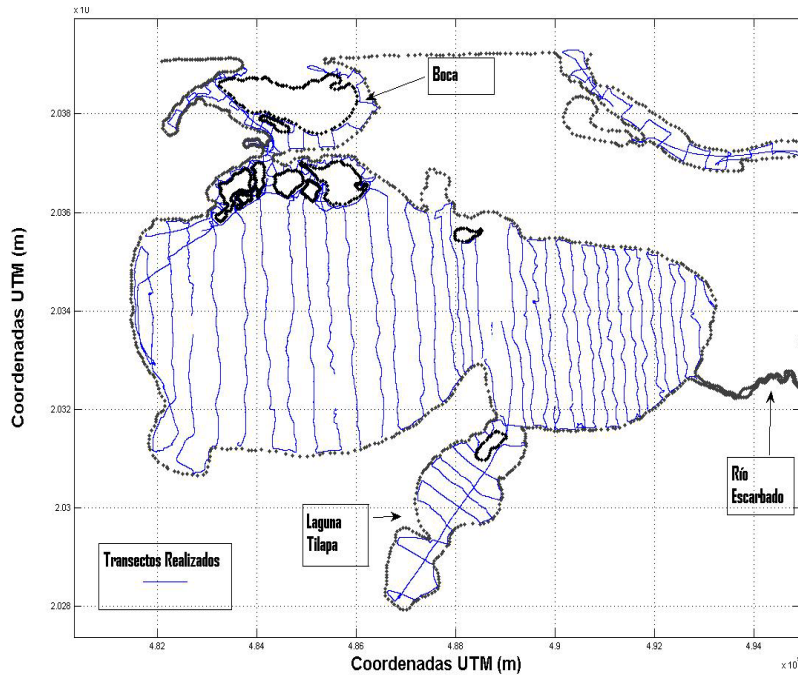 x 10
Boca
2.038
2.036
Coordenadas UTM (m)
2.034
2.032
Río
Escarbado
2.03
Laguna
Tilapa
Transectos Realizados
2.028
4.82
4.84
4.86
4.88
4.9
4.92
4.94
Coordenadas UTM (m)
x 10